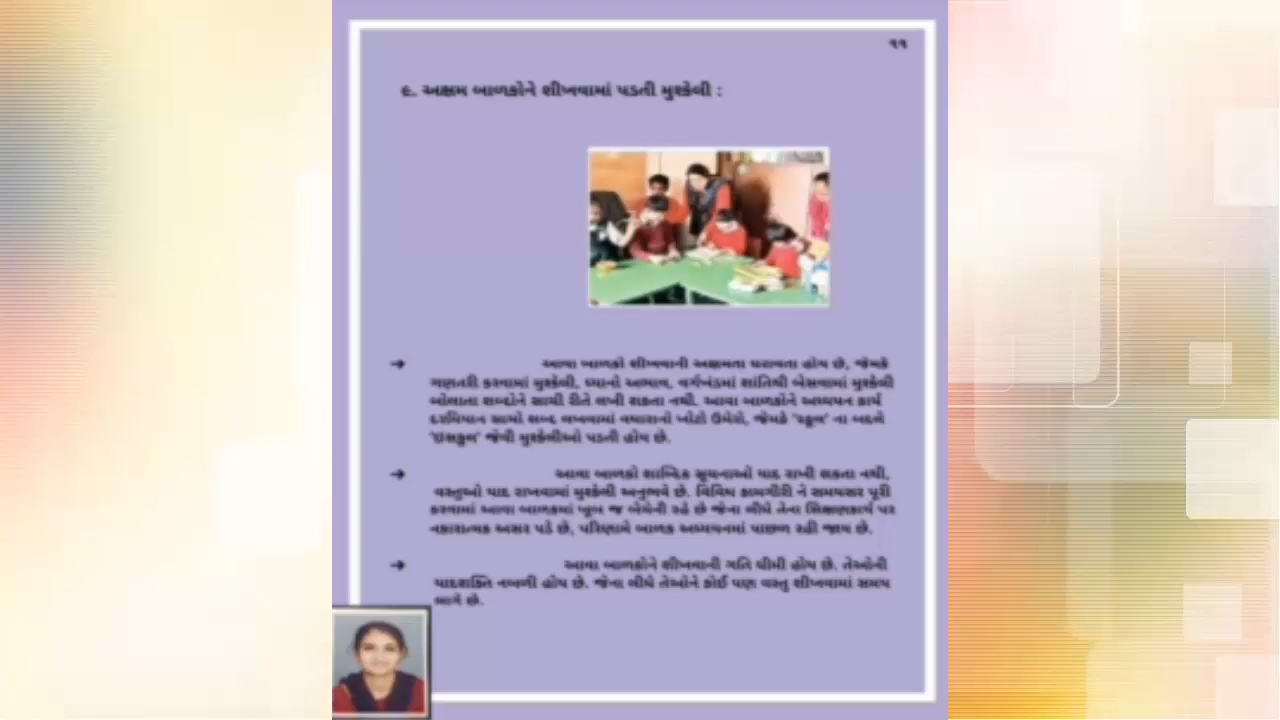 ૧૧
૯. અક્ષમ બાળકોને શીખવામાં પડતી મુશ્કેલી :
➔ આવા બાળકો શીખવાની અક્ષમતા ધરાવતા હોય છે, જેમકે
ગણતરી કરવામાં મુશ્કેલી, ધ્યાનો અભાવ, વર્ગખંડમાં શાંતિથી બેસવામાં મુશ્કેલી
બોલાતા શબ્દોને સાચી રીતે લખી શકતા નથી. આવા બાળકોને અધ્યયન કાર્ય
દરમિયાન સાચો શબ્દ લખવામાં વધારાનો ખોટો ઉમેરો, જેમકે 'સ્કુલ' ના બદલે
'ઇસકુલ' જેવી મુશ્કેલીઓ પડતી હોય છે.
➔ આવા બાળકો શાબ્દિક સૂચનાઓ યાદ રાખી શકતા નથી,
વસ્તુઓ યાદ રાખવામાં મુશ્કેલી અનુભવે છે. વિવિધ કામગીરી ને સમયસર પૂરી
કરવામાં આવા બાળકમાં ખૂબ જ બેચેની રહે છે જેના લીધે તેના શિક્ષણકાર્ય પર
નકારાત્મક અસર પડે છે, પરિણામે બાળક અધ્યયનમાં પાછળ રહી જાય છે.
➔ આવા બાળકોને શીખવાની ગતિ ધીમી હોય છે. તેઓની
યાદશક્તિ નબળી હોય છે. જેના લીધે તેઓને કોઈ પણ વસ્તુ શીખવામાં સમય
લાગે છે.